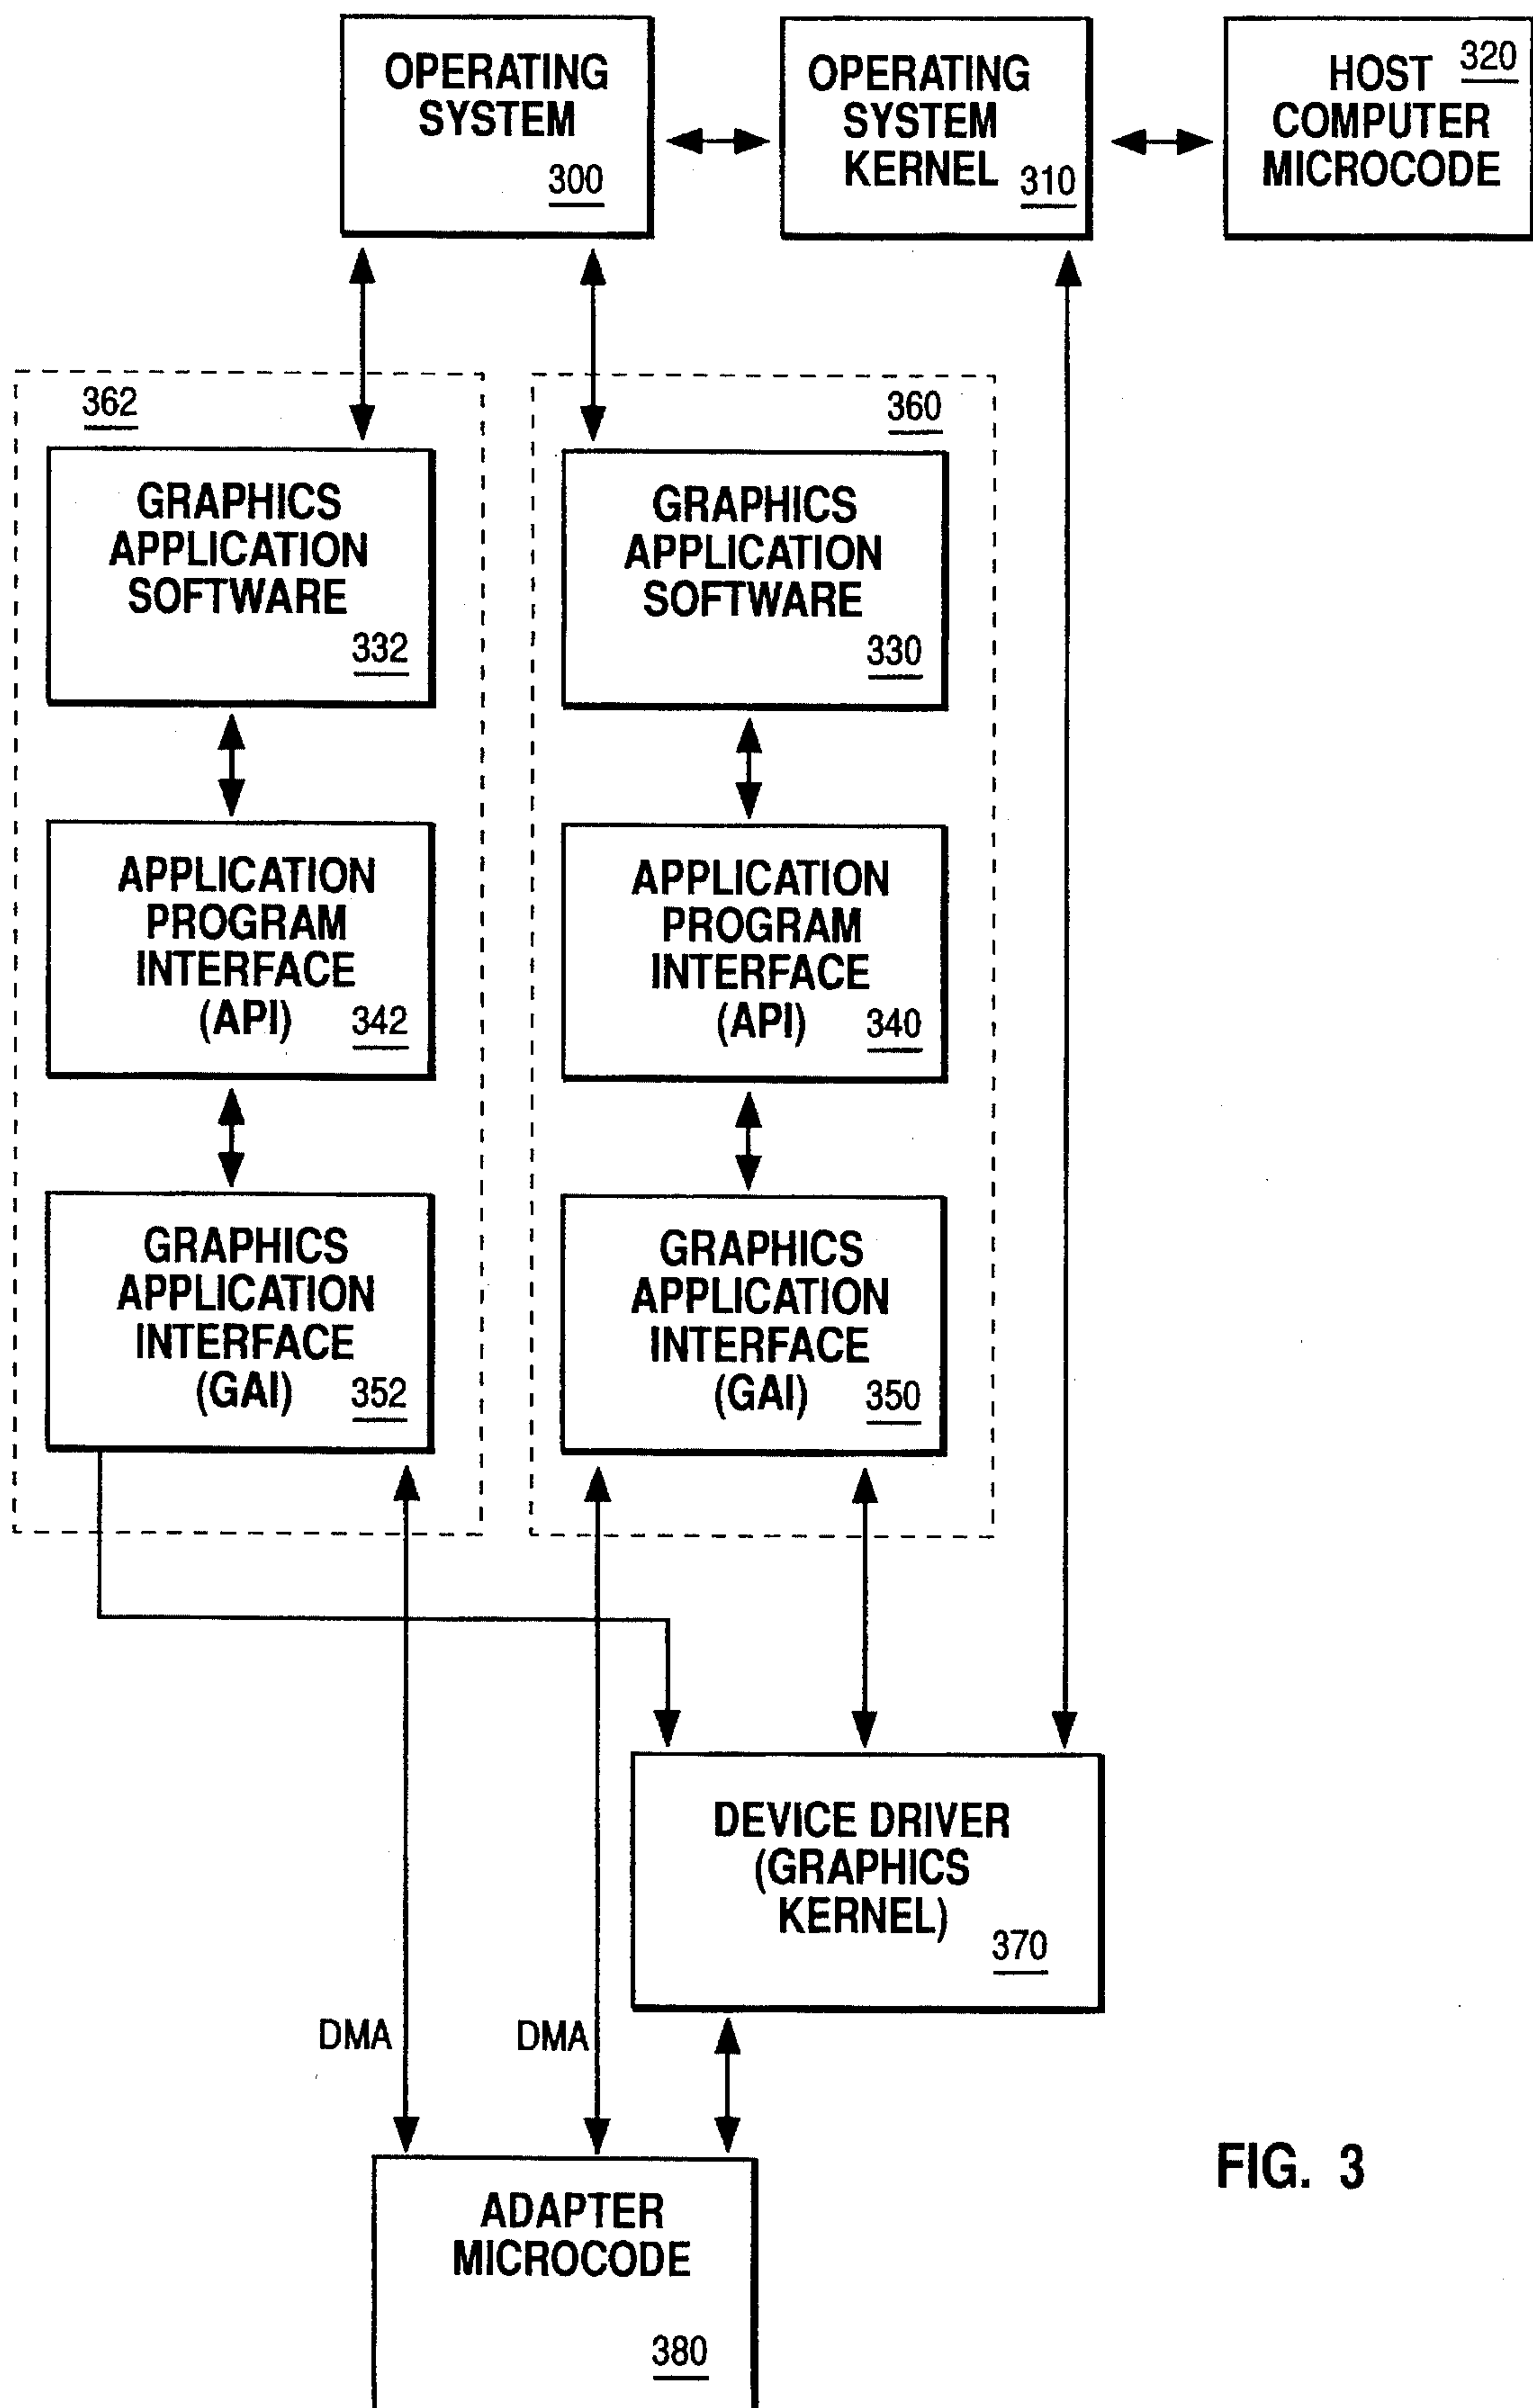 OPERATING
SYSTEM
300
OPERATING
SYSTEM
KERNEL 310
HOST 320
COMPUTER
MICROCODE
362
GRAPHICS
APPLICATION
SOFTWARE
332
360
GRAPHICS
APPLICATION
SOFTWARE
330
APPLICATION
PROGRAM
INTERFACE
(API) 342
APPLICATION
PROGRAM
INTERFACE
(API) 340
GRAPHICS
APPLICATION
INTERFACE
(GAI) 352
GRAPHICS
APPLICATION
INTERFACE
(GAI) 350
DEVICE DRIVER
(GRAPHICS
KERNEL)
370
DMA
DMA
ADAPTER
MICROCODE
380
FIG. 3